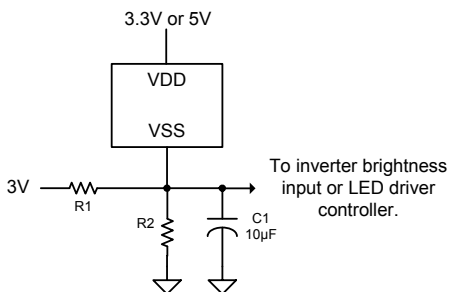 3.3V or 5V
VDD
VSS
3V
R1
R2
C1
10µF
To inverter brightness
input or LED driver
controller.